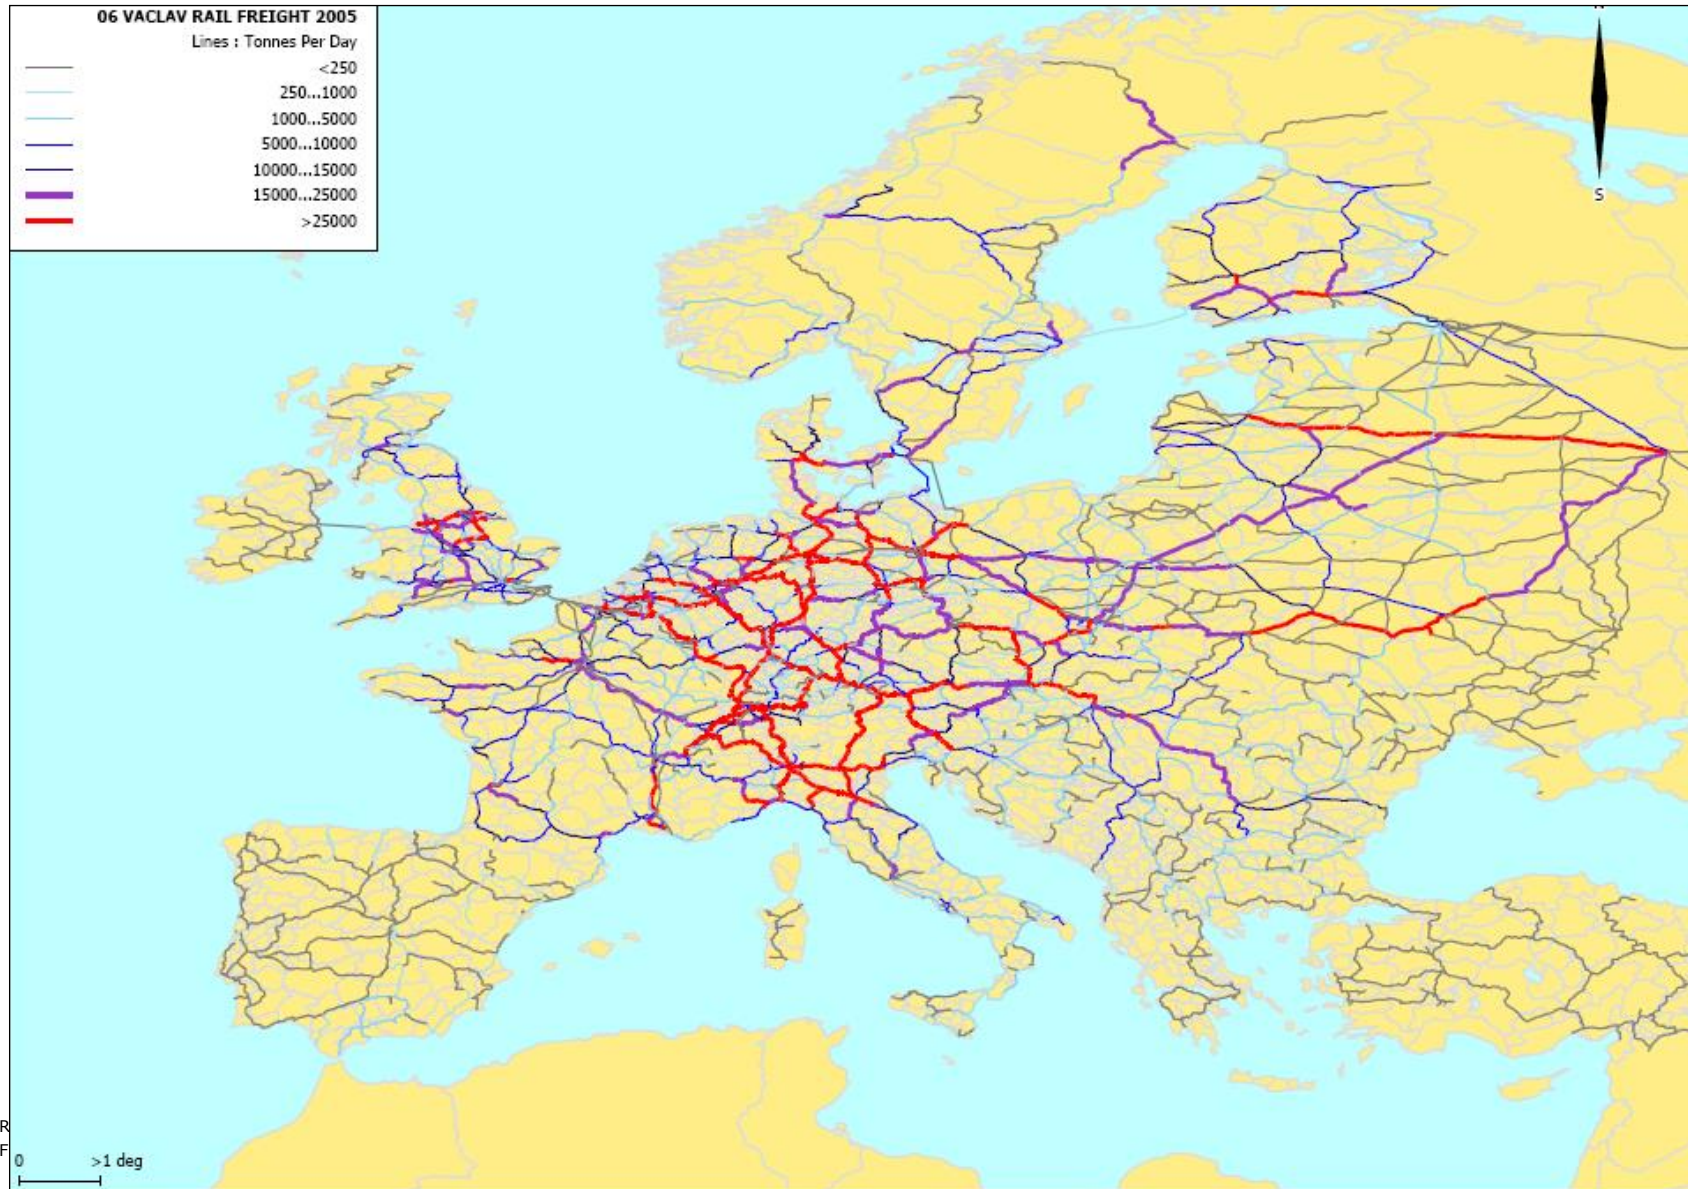 06 VACLAV RAIL FREIGHT 2005
Lines : Tonnes Per Day
<250
250...1000
1000...5000
5000...10000
10000...15000
15000...25000
>25000
S
R
F
0 >1 deg